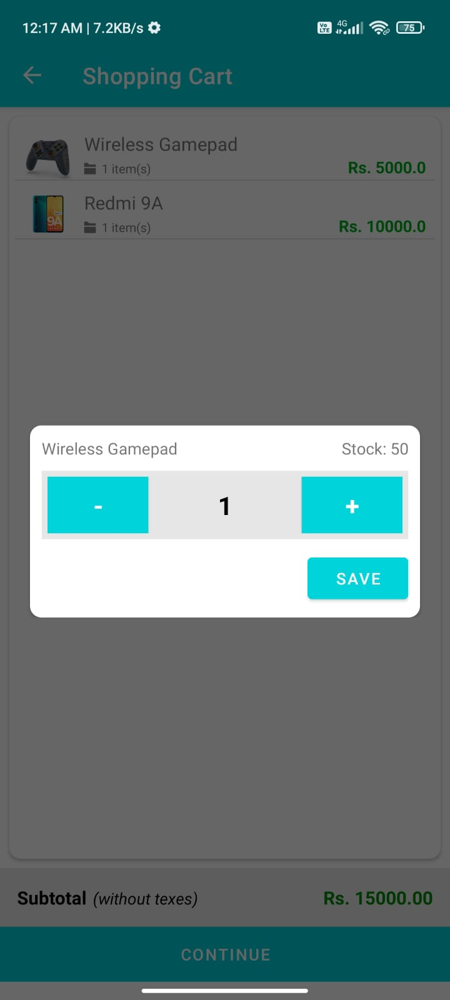 12:17 AM | 7.2KB/s
Vo LTE 4G 75
Shopping Cart
Wireless Gamepad
1 item(s)
Rs. 5000.0
Redmi 9A
9A
1 item(s)
Rs. 10000.0
Wireless Gamepad
Stock: 50
- 1 +
SAVE
Subtotal (without texes)
Rs. 15000.00
CONTINUE